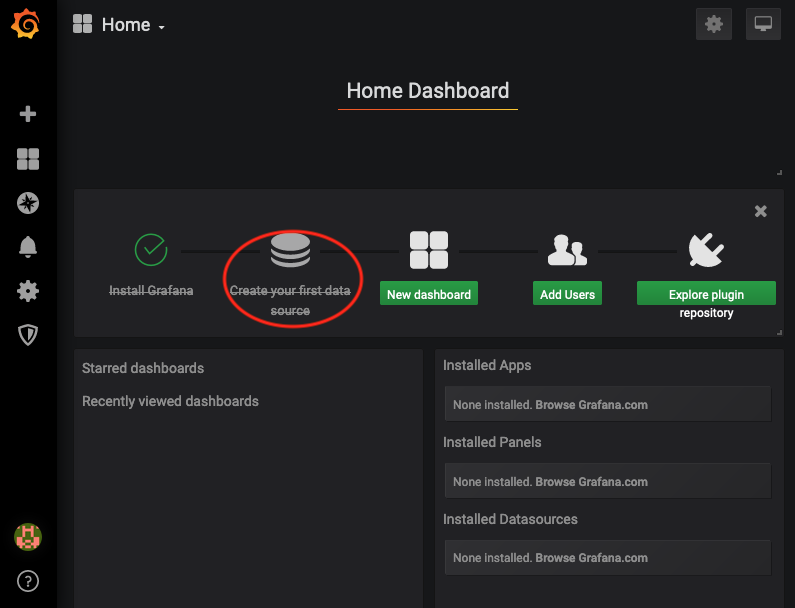 Home
Home Dashboard
Install Grafana
Create your first data
source
New dashboard
Add Users
Explore plugin
repository
Starred dashboards
Recently viewed dashboards
Installed Apps
None installed. Browse Grafana.com
Installed Panels
None installed. Browse Grafana.com
Installed Datasources
None installed. Browse Grafana.com
?